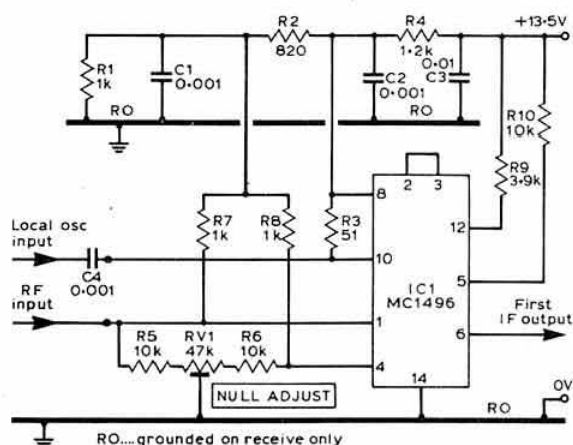 R2
820
R4
1·2k
+13·5V
R1
1k
C1
0·001
C2
0·001
0·01
C3
RO
RO
R10
10k
R9
3·9k
2 3
R7
1k
R8
1k
R3
51
8
12
Local osc
input
C4
0·001
10
5
IC1
MC1496
RF
input
1
6
First
IF output
R5
10k
RV1
47k
R6
10k
4
NULL ADJUST
14
RO
0V
RO....grounded on receive only